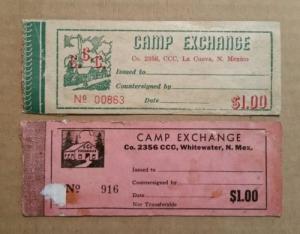 CAMP EXCHANGE
CCC
Co. 2358, CCC, La Cueva, N. Mexico
Issued to
Countersigned by
No 00863
Date
$1.00
CAMP EXCHANGE
Co. 2356 CCC, Whitewater, N. Mex.
Issued to
No 916
Countersigned by
Date
$1.00
Not Transferable